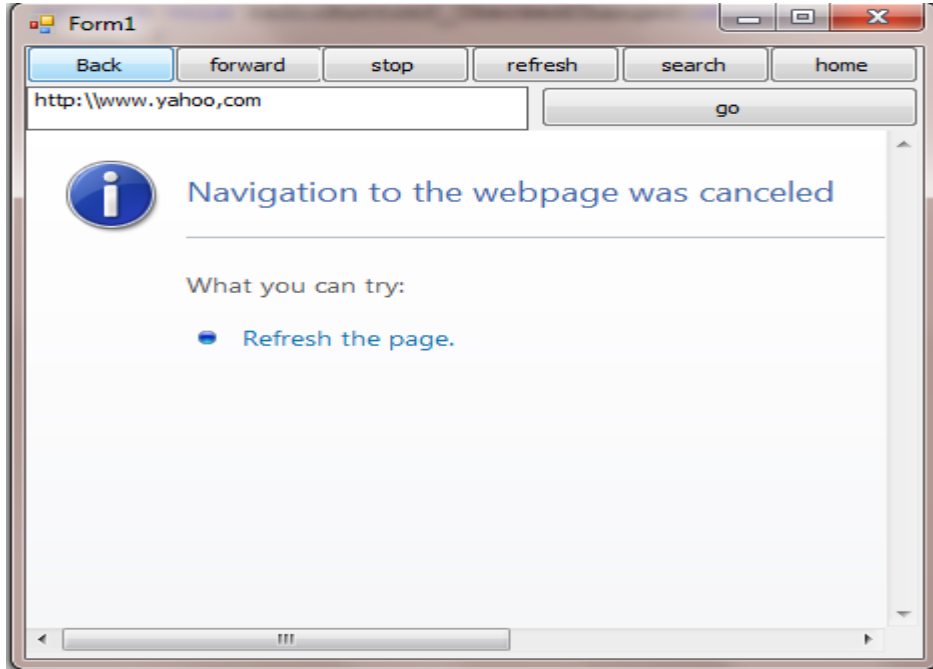 Form1
Back forward stop refresh search home
http:\\www.yahoo,com go
Navigation to the webpage was canceled
What you can try:
Refresh the page.